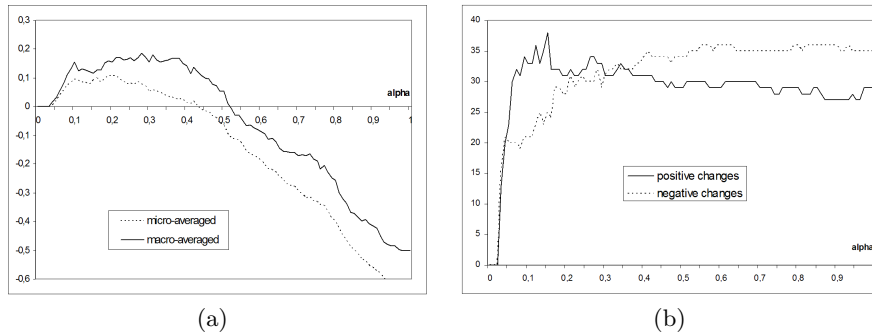 0,3
0,2
0,1
0
-0,1
-0,2
-0,3
-0,4
-0,5
-0,6
alpha
0 0,1 0,2 0,3 0,4 0,5 0,6 0,7 0,8 0,9 1
micro-averaged
macro-averaged
(a)
40
35
30
25
20
15
10
5
0
positive changes
negative changes
alpha
0 0,1 0,2 0,3 0,4 0,5 0,6 0,7 0,8 0,9
(b)